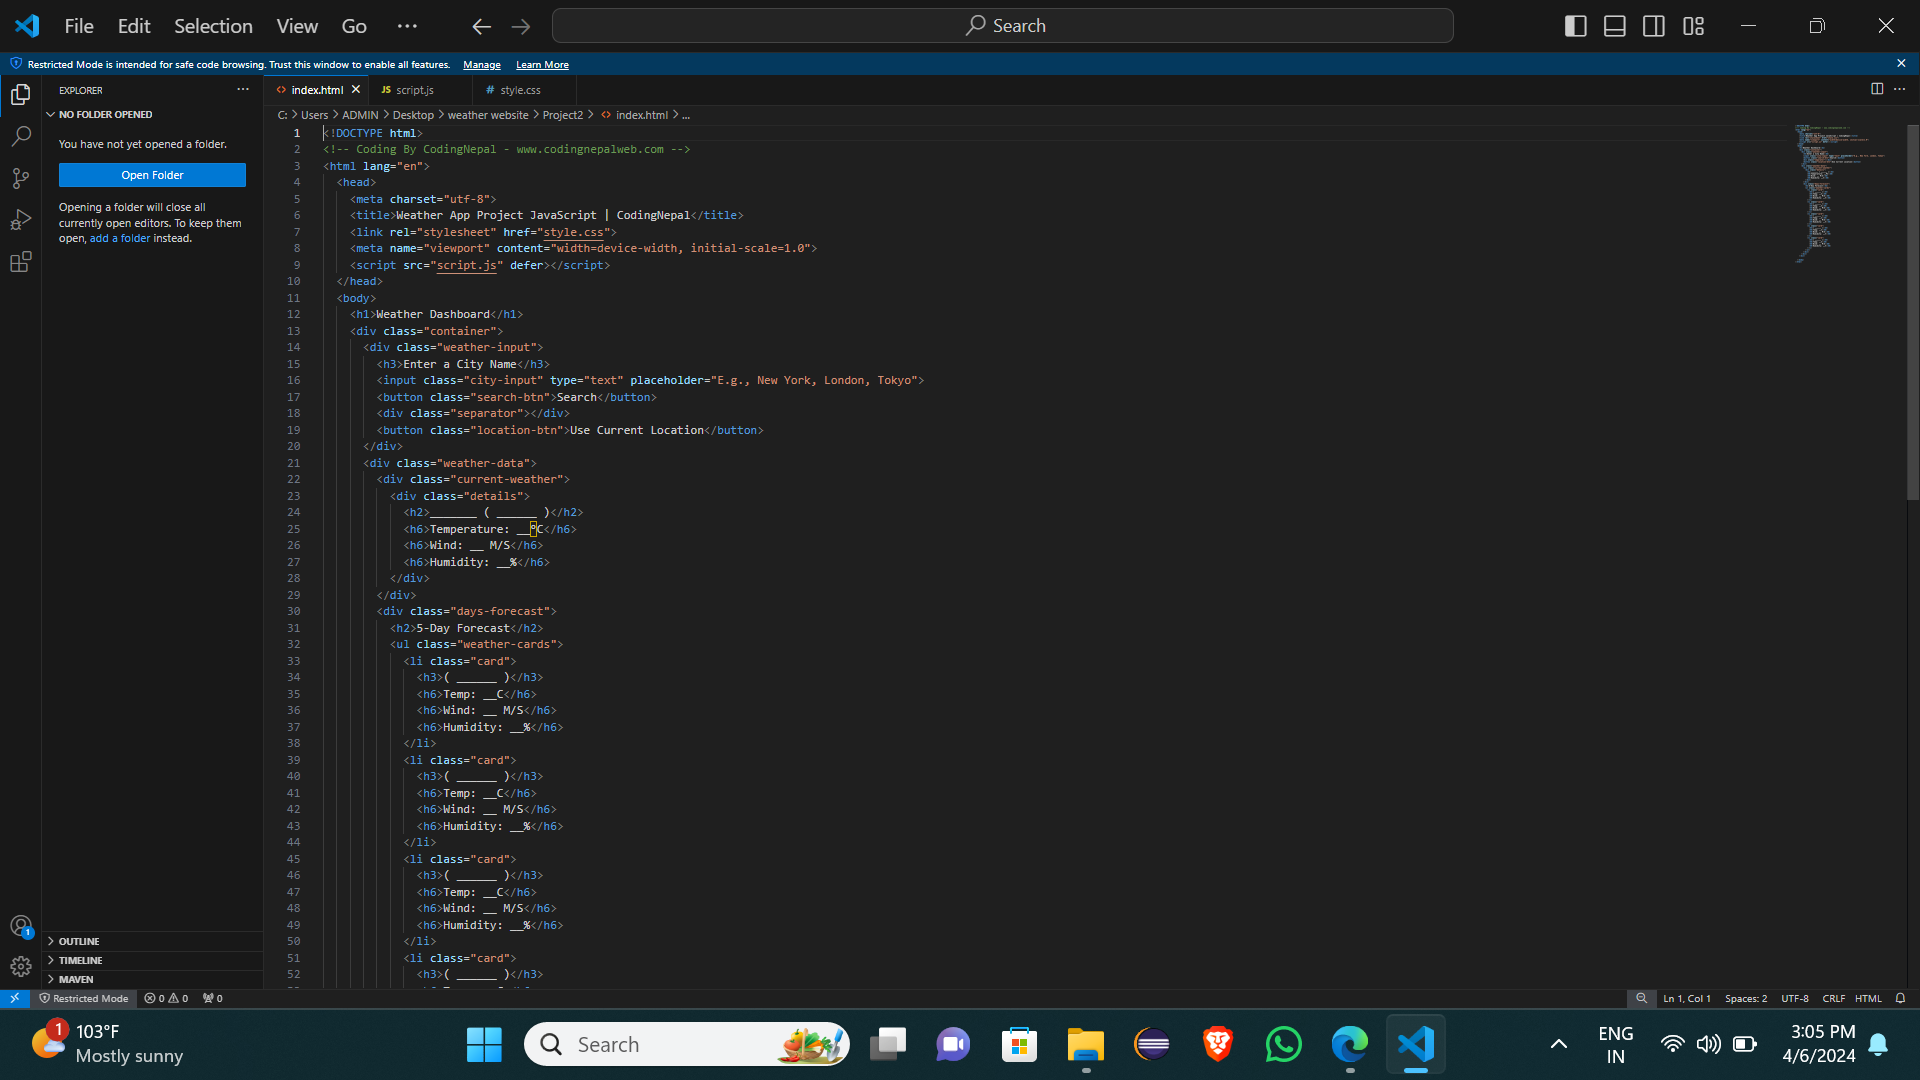 File Edit Selection View Go ··· Search
Restricted Mode is intended for safe code browsing. Trust this window to enable all features. Manage Learn More
EXPLORER
NO FOLDER OPENED
You have not yet opened a folder.
Open Folder
Opening a folder will close all
currently open editors. To keep them
open, add a folder instead.
OUTLINE
TIMELINE
MAVEN
index.html JS script.js # style.css
C: > Users > ADMIN > Desktop > weather website > Project2 > index.html > ...
1 <!DOCTYPE html>
2 <!-- Coding By CodingNepal - www.codingnepalweb.com -->
3 <html lang="en">
4 <head>
5 <meta charset="utf-8">
6 <title>Weather App Project JavaScript | CodingNepal</title>
7 <link rel="stylesheet" href="style.css">
8 <meta name="viewport" content="width=device-width, initial-scale=1.0">
9 <script src="script.js" defer></script>
10 </head>
11 <body>
12 <h1>Weather Dashboard</h1>
13 <div class="container">
14 <div class="weather-input">
15 <h3>Enter a City Name</h3>
16 <input class="city-input" type="text" placeholder="E.g., New York, London, Tokyo">
17 <button class="search-btn">Search</button>
18 <div class="separator"></div>
19 <button class="location-btn">Use Current Location</button>
20 </div>
21 <div class="weather-data">
22 <div class="current-weather">
23 <div class="details">
24 <h2>_______ ( ______ )</h2>
25 <h6>Temperature: __°C</h6>
26 <h6>Wind: __ M/S</h6>
27 <h6>Humidity: __%</h6>
28 </div>
29 </div>
30 <div class="days-forecast">
31 <h2>5-Day Forecast</h2>
32 <ul class="weather-cards">
33 <li class="card">
34 <h3>( ______ )</h3>
35 <h6>Temp: __C</h6>
36 <h6>Wind: __ M/S</h6>
37 <h6>Humidity: __%</h6>
38 </li>
39 <li class="card">
40 <h3>( ______ )</h3>
41 <h6>Temp: __C</h6>
42 <h6>Wind: __ M/S</h6>
43 <h6>Humidity: __%</h6>
44 </li>
45 <li class="card">
46 <h3>( ______ )</h3>
47 <h6>Temp: __C</h6>
48 <h6>Wind: __ M/S</h6>
49 <h6>Humidity: __%</h6>
50 </li>
51 <li class="card">
52 <h3>( ______ )</h3>
1
Restricted Mode 0 0 0 Ln 1, Col 1 Spaces: 2 UTF-8 CRLF HTML
1 103°F
Mostly sunny
Search
ENG
IN
3:05 PM
4/6/2024